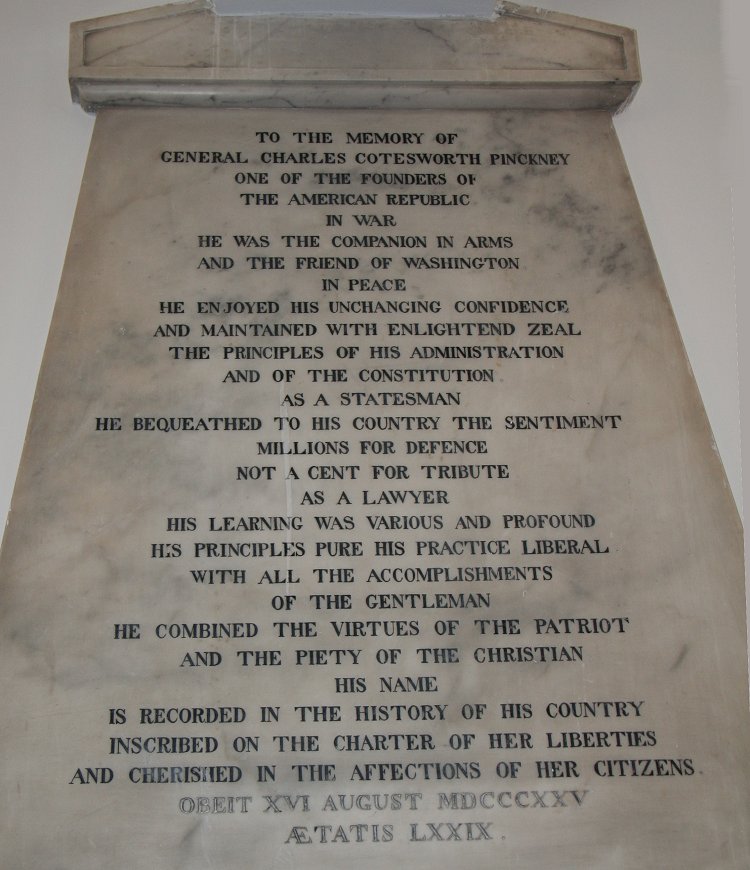 TO THE MEMORY OF
GENERAL CHARLES COTESWORTH PINCKNEY
ONE OF THE FOUNDERS OF
THE AMERICAN REPUBLIC
IN WAR
HE WAS THE COMPANION IN ARMS
AND THE FRIEND OF WASHINGTON
IN PEACE
HE ENJOYED HIS UNCHANGING CONFIDENCE
AND MAINTAINED WITH ENLIGHTEND ZEAL
THE PRINCIPLES OF HIS ADMINISTRATION
AND OF THE CONSTITUTION
AS A STATESMAN
HE BEQUEATHED TO HIS COUNTRY THE SENTIMENT
MILLIONS FOR DEFENCE
NOT A CENT FOR TRIBUTE
AS A LAWYER
HIS LEARNING WAS VARIOUS AND PROFOUND
HIS PRINCIPLES PURE HIS PRACTICE LIBERAL
WITH ALL THE ACCOMPLISHMENTS
OF THE GENTLEMAN
HE COMBINED THE VIRTUES OF THE PATRIOT
AND THE PIETY OF THE CHRISTIAN
HIS NAME
IS RECORDED IN THE HISTORY OF HIS COUNTRY
INSCRIBED ON THE CHARTER OF HER LIBERTIES
AND CHERISHED IN THE AFFECTIONS OF HER CITIZENS.
OBEIT XVI AUGUST MDCCCXXV
ÆTATIS LXXIX.